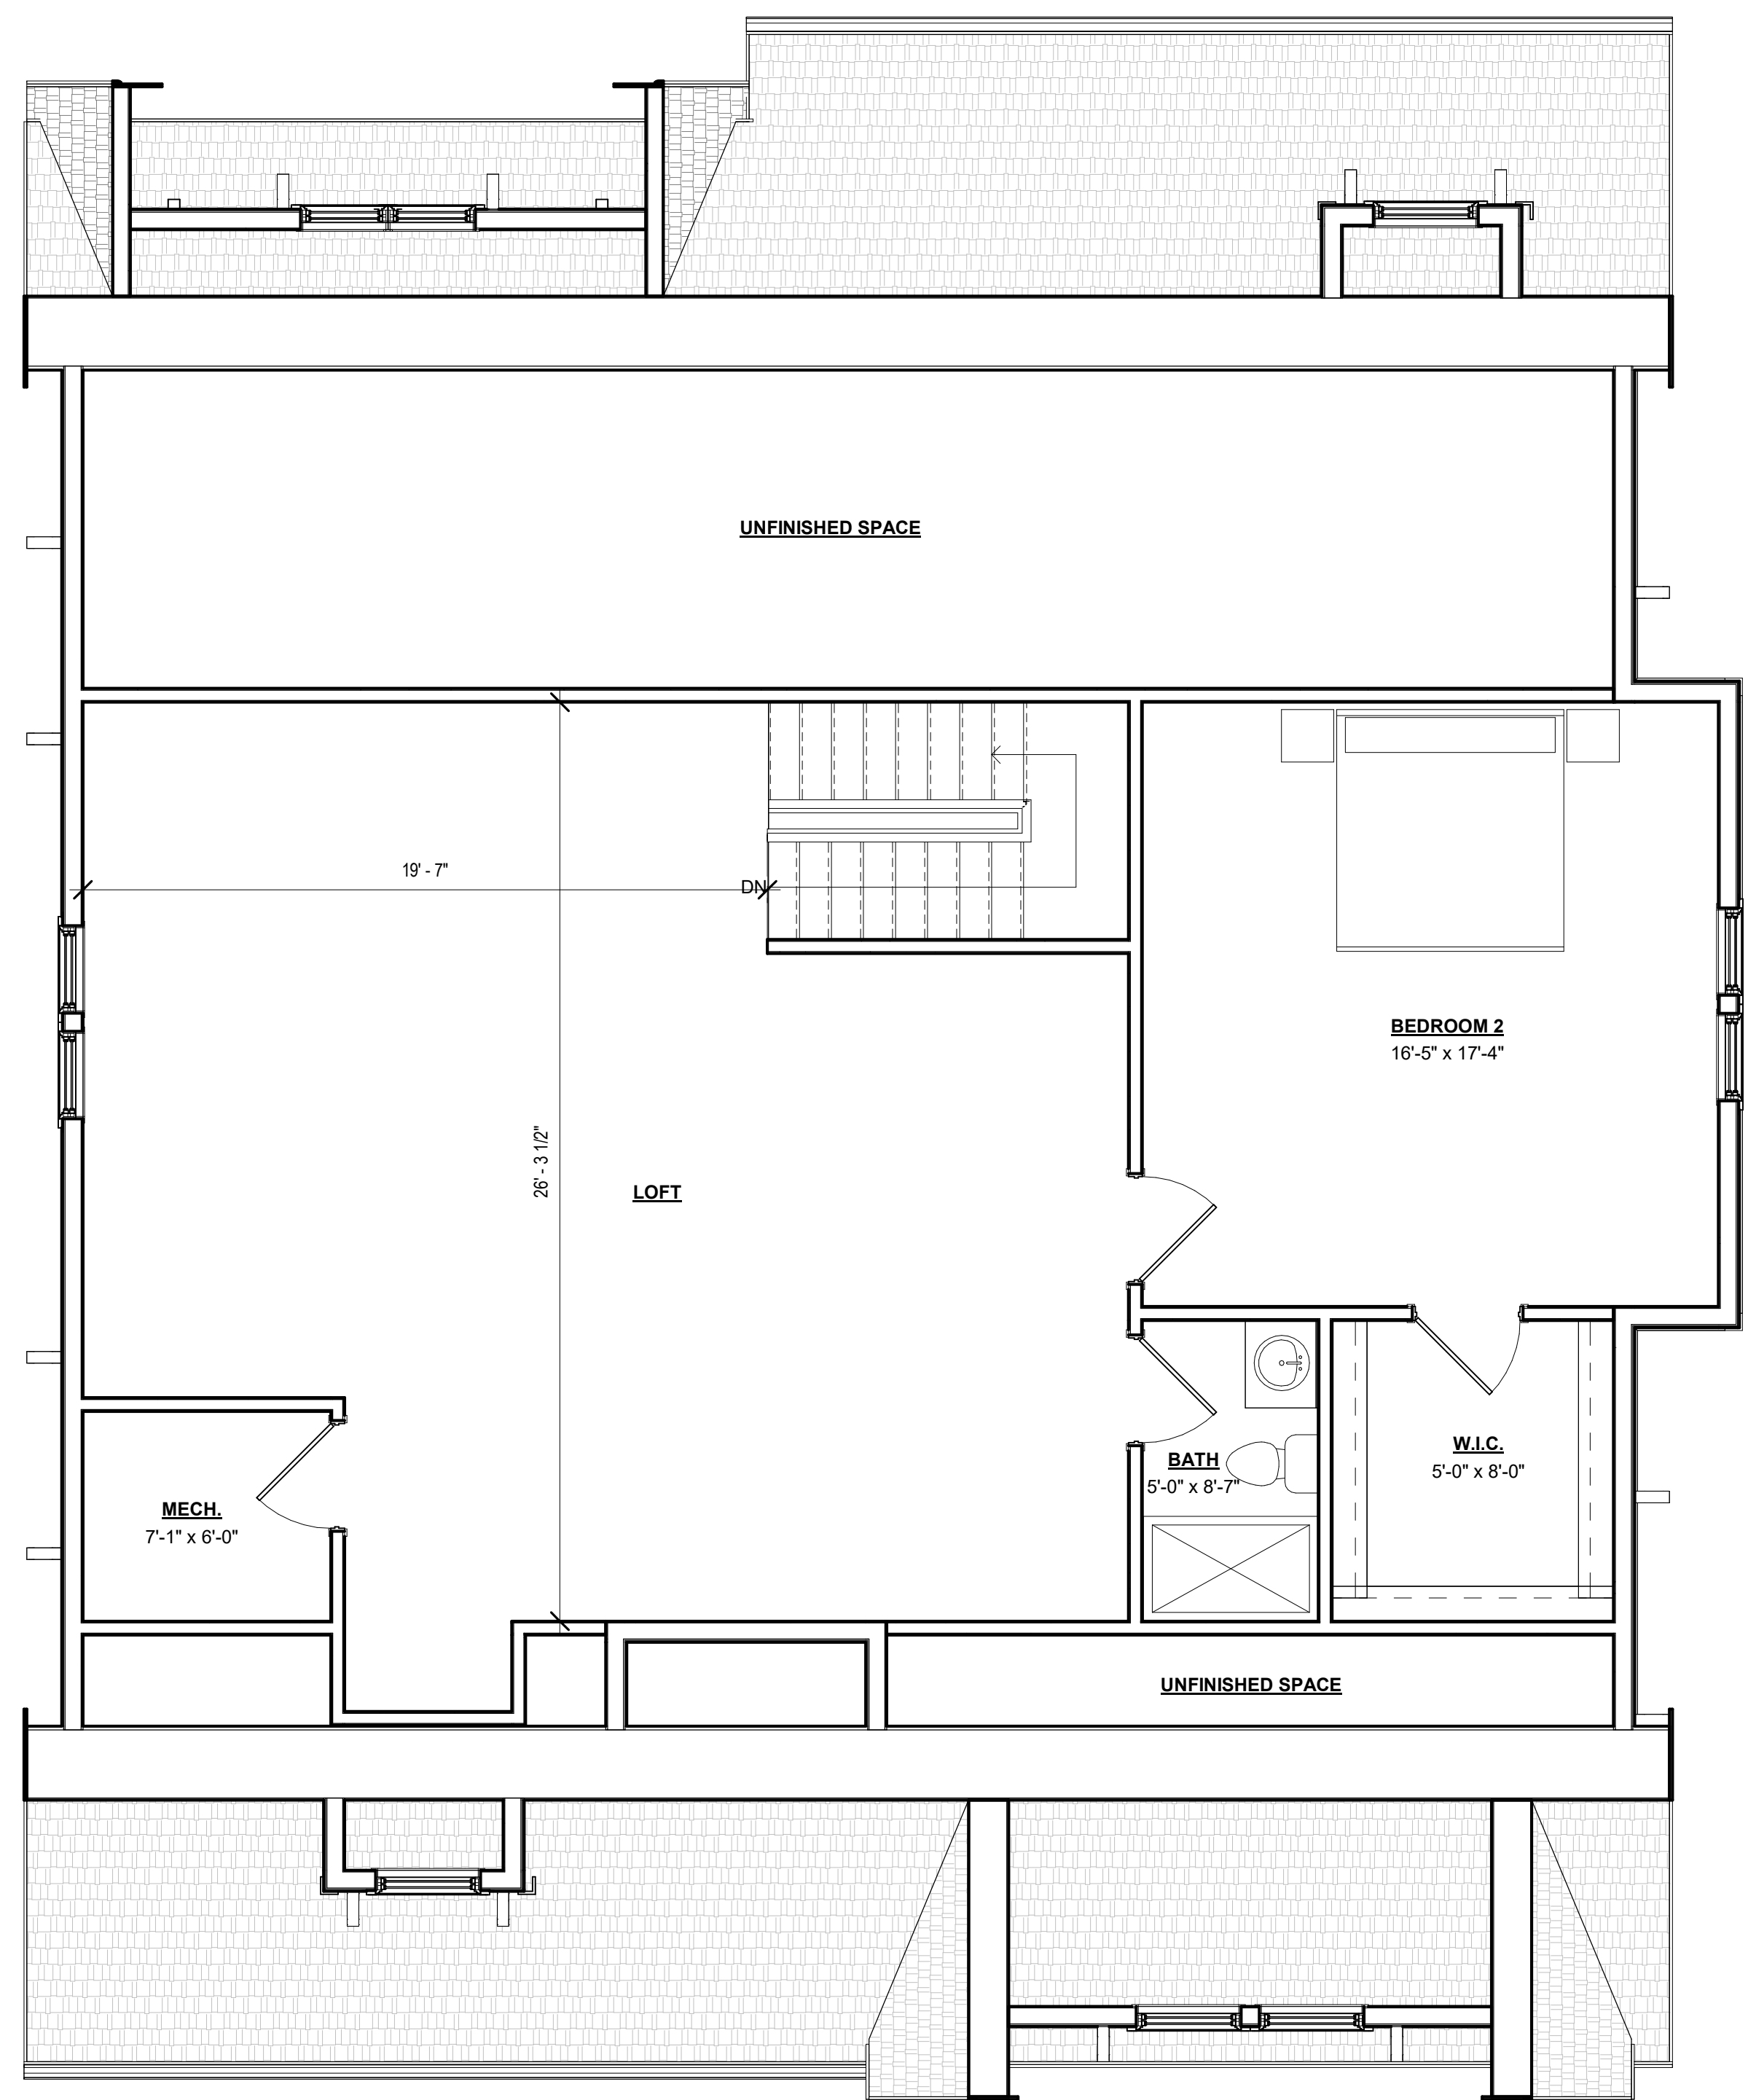 UNFINISHED SPACE
19' - 7"
DN
BEDROOM 2
16'-5" x 17'-4"
26' - 3 1/2"
LOFT
BATH
5'-0" x 8'-7"
W.I.C.
5'-0" x 8'-0"
MECH.
7'-1" x 6'-0"
UNFINISHED SPACE